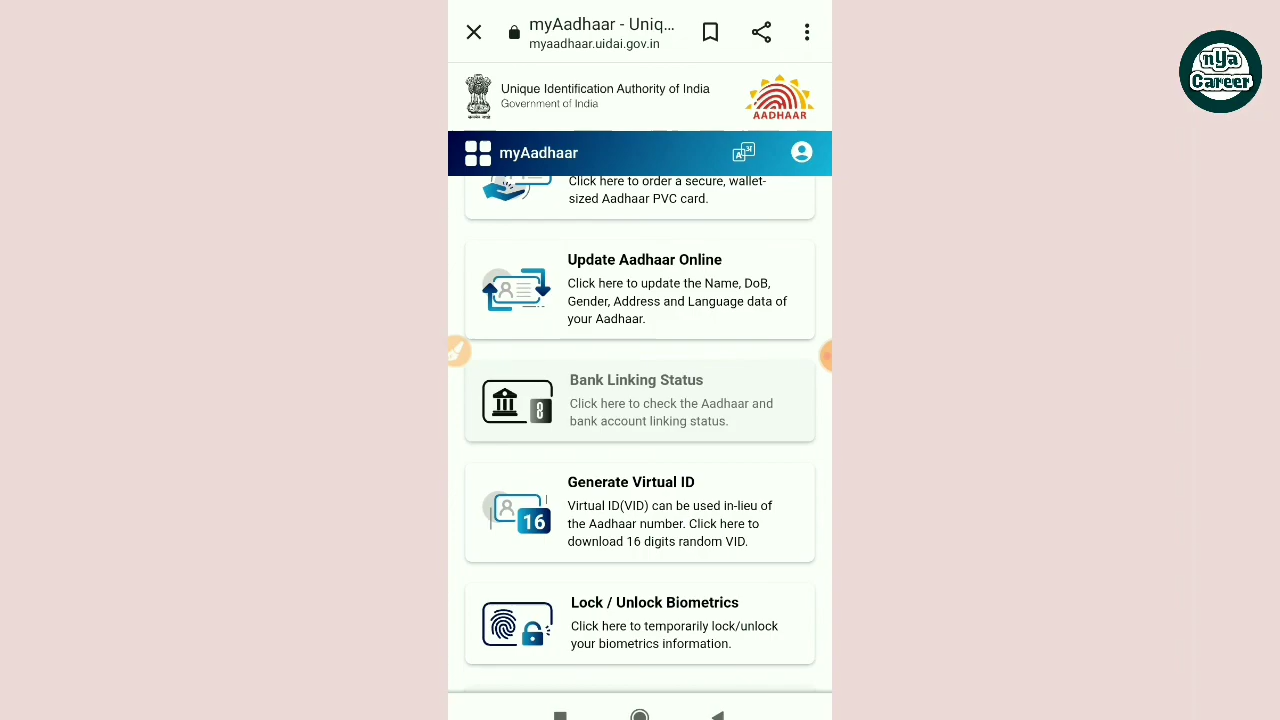 myAadhaar - Uniq...
myaadhaar.uidai.gov.in
nya
Career
Unique Identification Authority of India
Government of India
AADHAAR
myAadhaar
Click here to order a secure, wallet-
sized Aadhaar PVC card.
Update Aadhaar Online
Click here to update the Name, DoB,
Gender, Address and Language data of
your Aadhaar.
Bank Linking Status
Click here to check the Aadhaar and
bank account linking status.
8
Generate Virtual ID
Virtual ID(VID) can be used in-lieu of
the Aadhaar number. Click here to
download 16 digits random VID.
16
Lock / Unlock Biometrics
Click here to temporarily lock/unlock
your biometrics information.